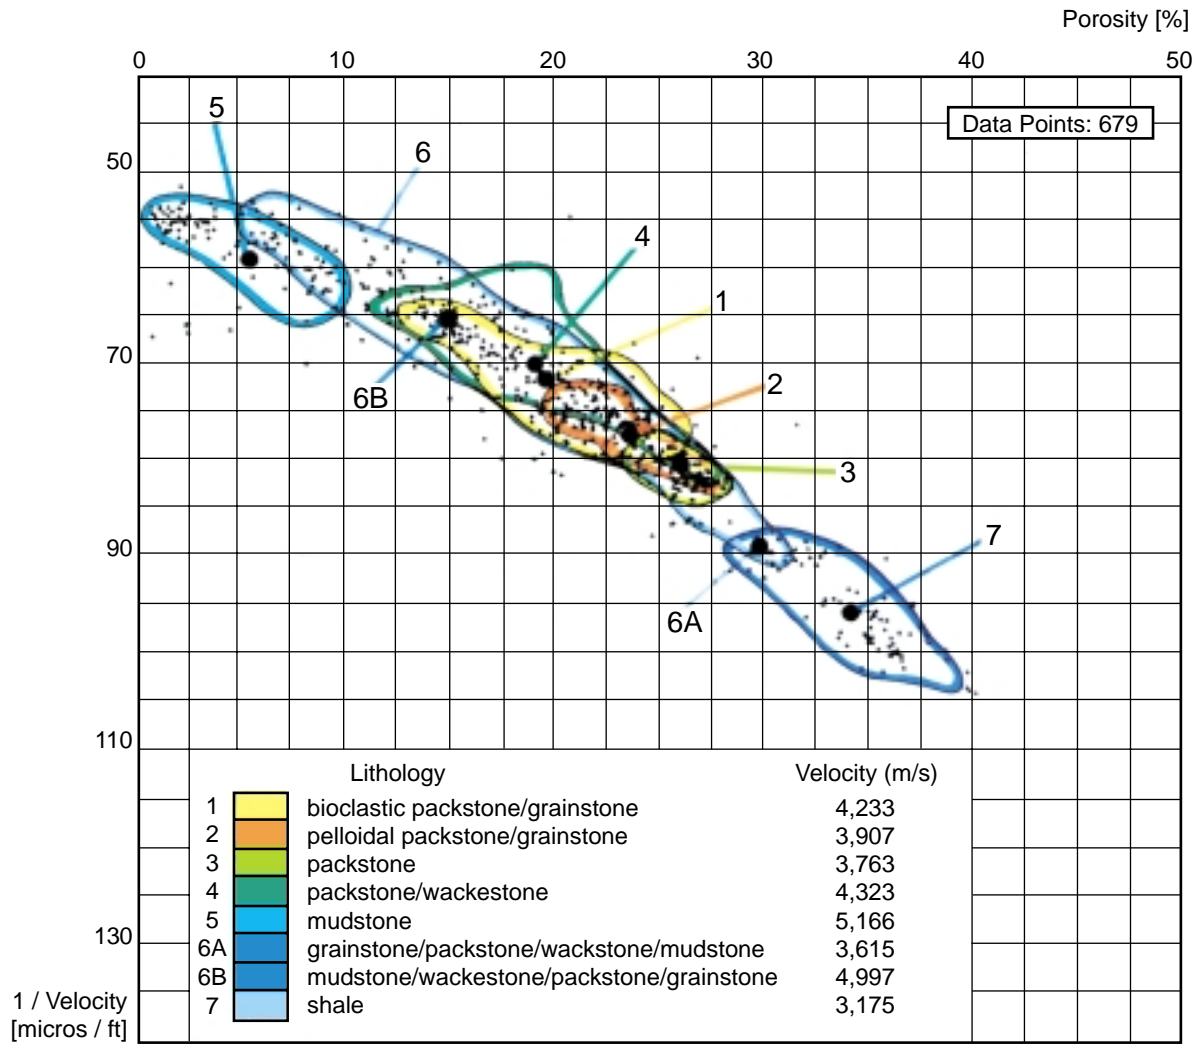 Porosity [%]
0 10 20 30 40 50
5
Data Points: 679
6
50
4
1
70
2
6B
3
7
90
6A
110
Lithology Velocity (m/s)
1 bioclastic packstone/grainstone 4,233
2 pelloidal packstone/grainstone 3,907
3 packstone 3,763
4 packstone/wackestone 4,323
5 mudstone 5,166
130
6A grainstone/packstone/wackstone/mudstone 3,615
6B mudstone/wackestone/packstone/grainstone 4,997
7 shale 3,175
1 / Velocity
[micros / ft]